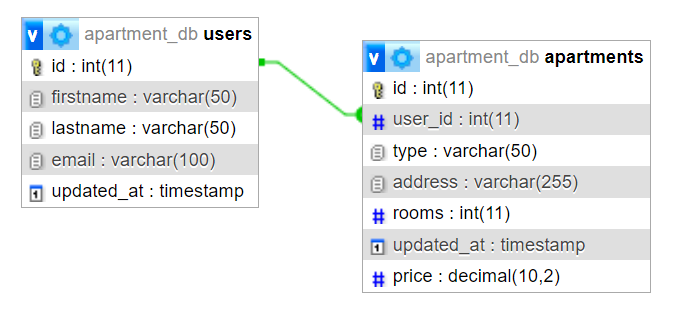 v apartment_db users
id : int(11)
firstname : varchar(50)
lastname : varchar(50)
email : varchar(100)
1 updated_at : timestamp
v apartment_db apartments
id : int(11)
# user_id : int(11)
type : varchar(50)
address : varchar(255)
# rooms : int(11)
1 updated_at : timestamp
# price : decimal(10,2)